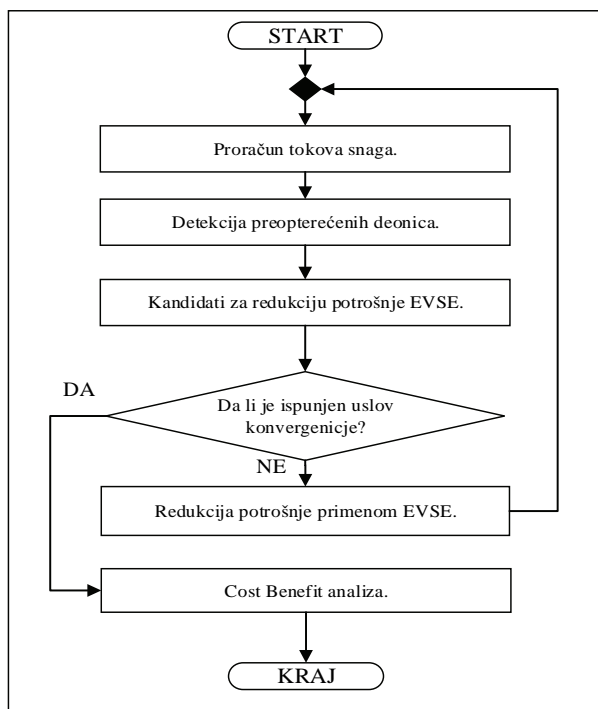 START
Proračun tokova snaga.
Detekcija preopterećenih deonica.
Kandidati za redukciju potrošnje EVSE.
DA
Da li je ispunjen uslov
konvergenicje?
NE
Redukcija potrošnje primenom EVSE.
Cost Benefit analiza.
KRAJ